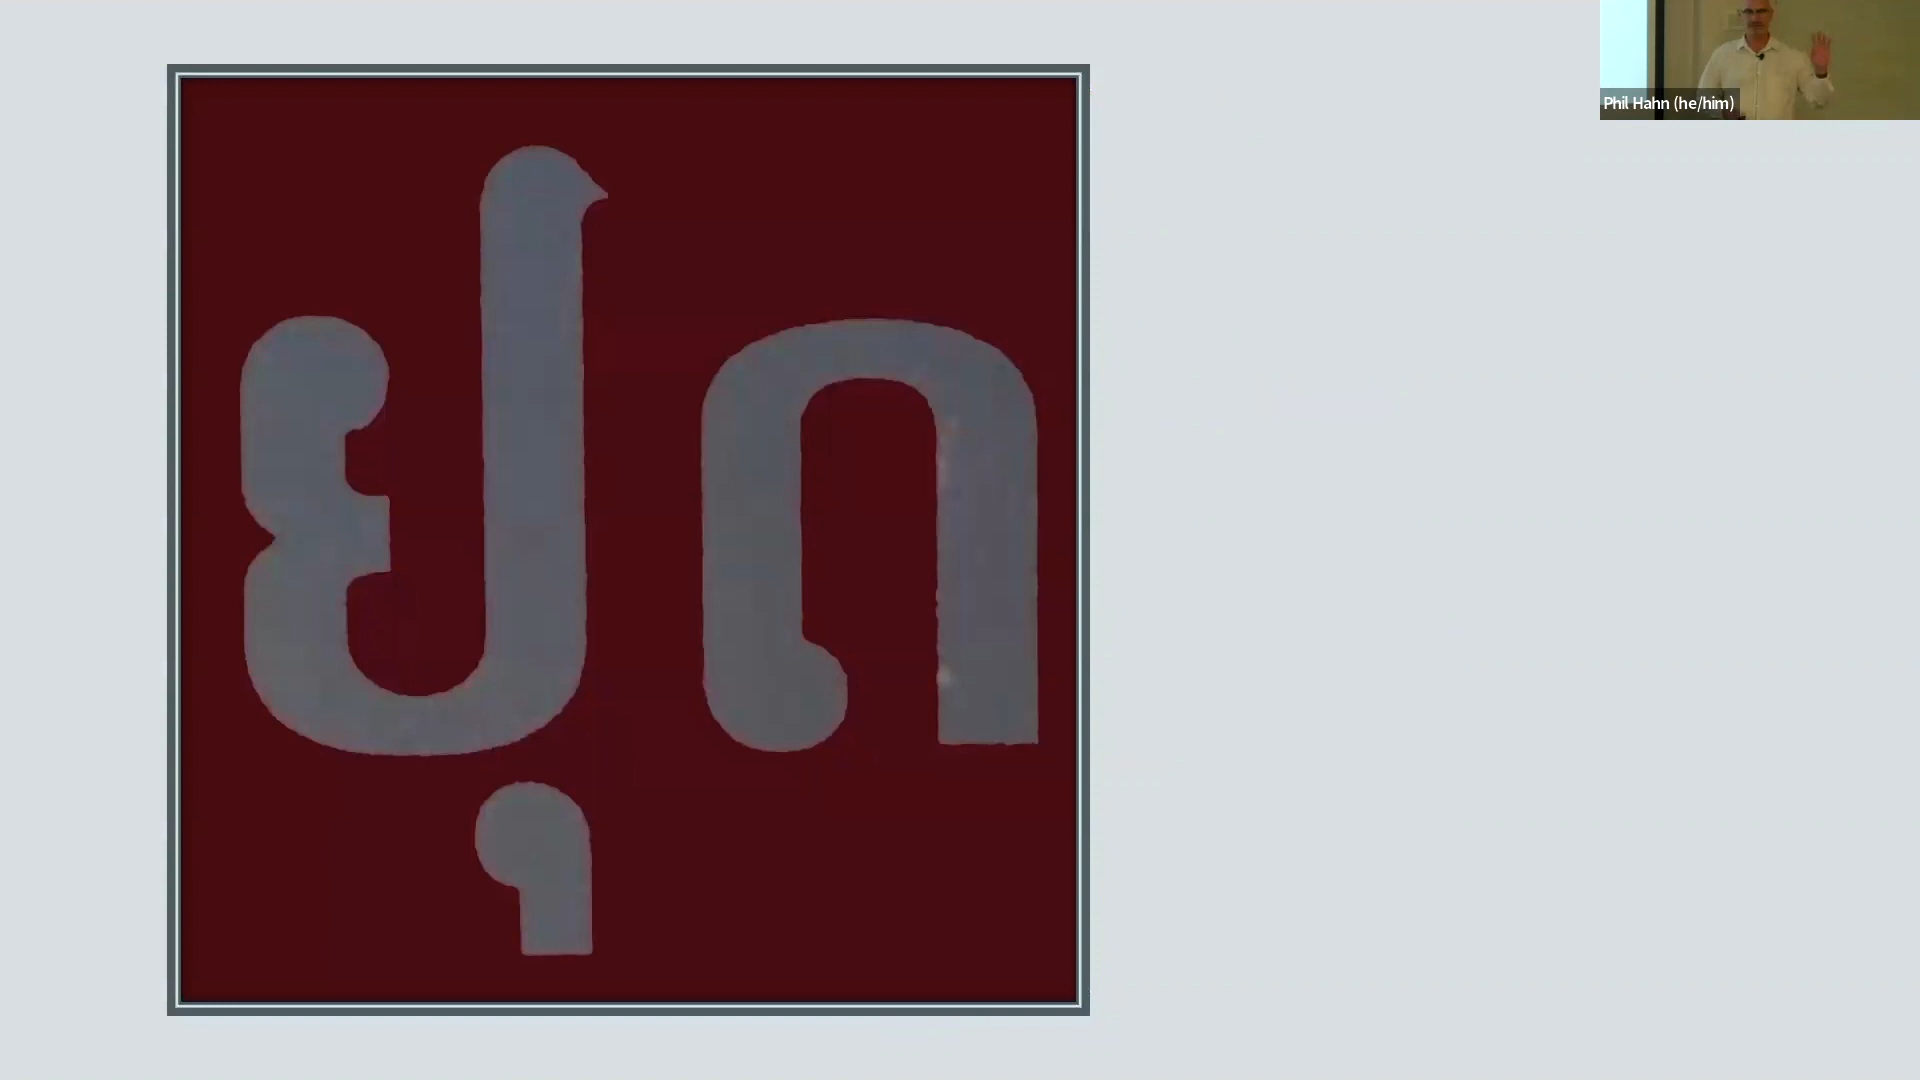 ຢຸດ
Phil Hahn (he/him)